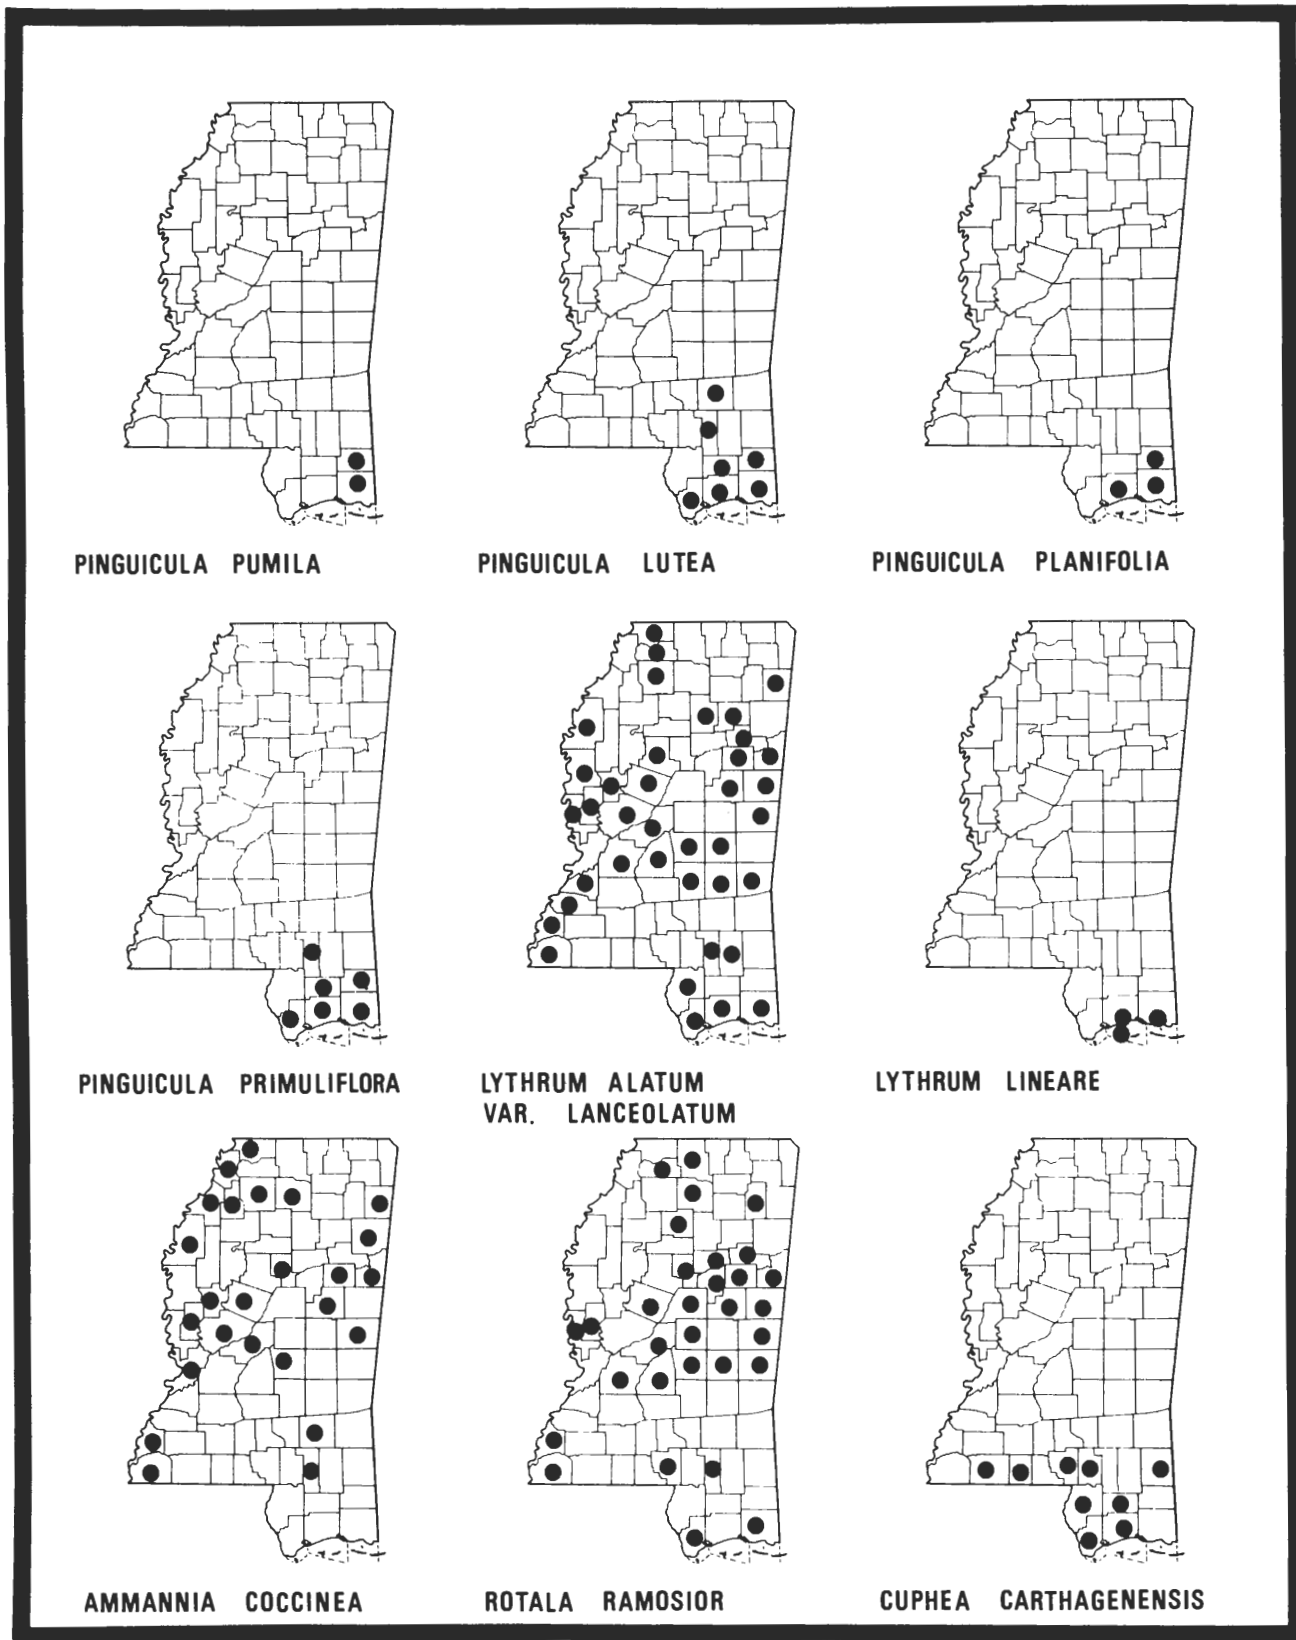 PINGUICULA PUMILA
PINGUICULA LUTEA
PINGUICULA PLANIFOLIA
PINGUICULA PRIMULIFLORA
LYTHRUM ALATUM
VAR. LANCEOLATUM
LYTHRUM LINEARE
AMMANNIA COCCINEA
ROTALA RAMOSIOR
CUPHEA CARTHAGENENSIS